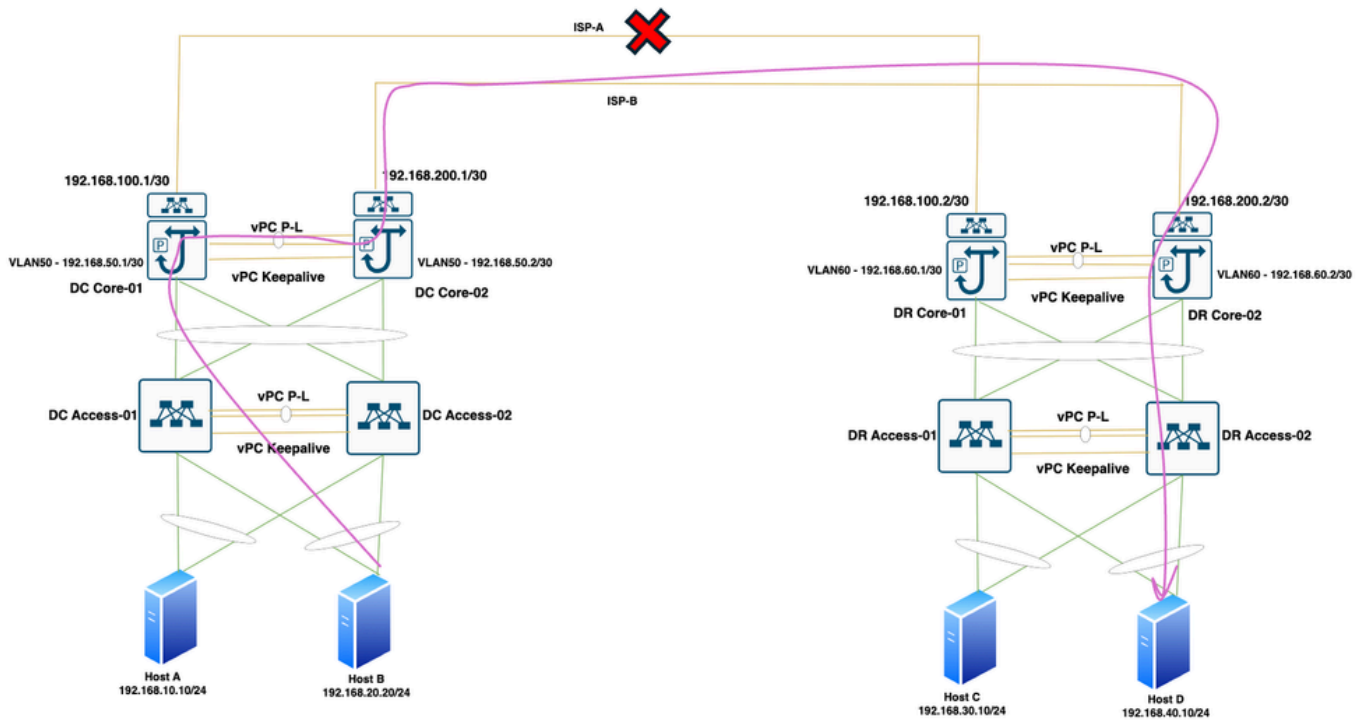 ISP-A
ISP-B
192.168.100.1/30
192.168.200.1/30
192.168.100.2/30
192.168.200.2/30
vPC P-L
P
P
VLAN50 - 192.168.50.1/30
VLAN50 - 192.168.50.2/30
vPC Keepalive
DC Core-01
DC Core-02
vPC P-L
P
P
VLAN60 - 192.168.60.1/30
VLAN60 - 192.168.60.2/30
vPC Keepalive
DR Core-01
DR Core-02
vPC P-L
DC Access-01
DC Access-02
vPC Keepalive
vPC P-L
DR Access-01
DR Access-02
vPC Keepalive
Host A
192.168.10.10/24
Host B
192.168.20.20/24
Host C
192.168.30.10/24
Host D
192.168.40.10/24